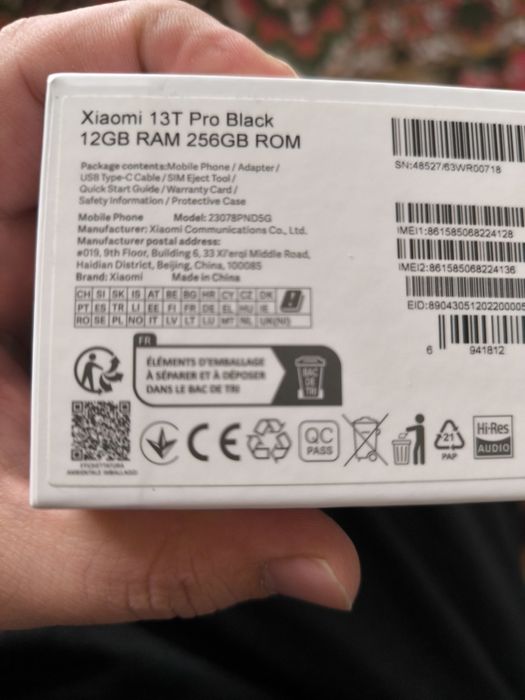 Xiaomi 13T Pro Black
12GB RAM 256GB ROM
Package contents:Mobile Phone / Adapter /
USB Type-C Cable / SIM Eject Tool /
Quick Start Guide / Warranty Card /
Safety Information / Protective Case
Mobile Phone Model: 23078PND5G
Manufacturer: Xiaomi Communications Co., Ltd.
Manufacturer postal address:
#019, 9th Floor, Building 6, 33 Xi'erqi Middle Road,
Haidian District, Beijing, China, 100085
Brand: Xiaomi Made in China
CH SI SK IS AT BE BG HR CY CZ DK
PT ES TR LI EE FI FR DE EL HU IE
RO SE PL NO IT LV LT LU MT NL UK(NI)
FR
ÉLÉMENTS D'EMBALLAGE
À SÉPARER ET À DÉPOSER
DANS LE BAC DE TRI
BAC
DE
TRI
ETICHETTATURA
AMBIENTALE IMBALLAGGI
CE
QC
PASS
21
PAP
Hi-Res
AUDIO
SN:48527/63WR00718
IMEI1:861585068224128
IMEI2:861585068224136
EID:8904305120220000
6 941812